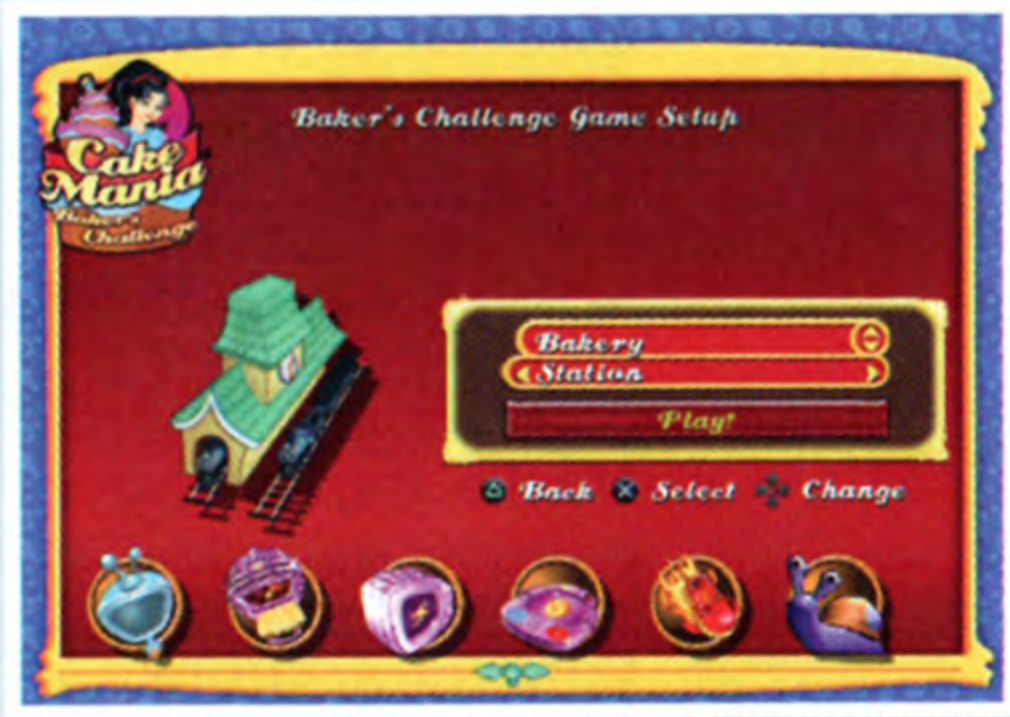 Baker's Challenge Game Setup
Cake
Mania
Baker's
Challenge
Bakery
Station
Play!
Back Select Change